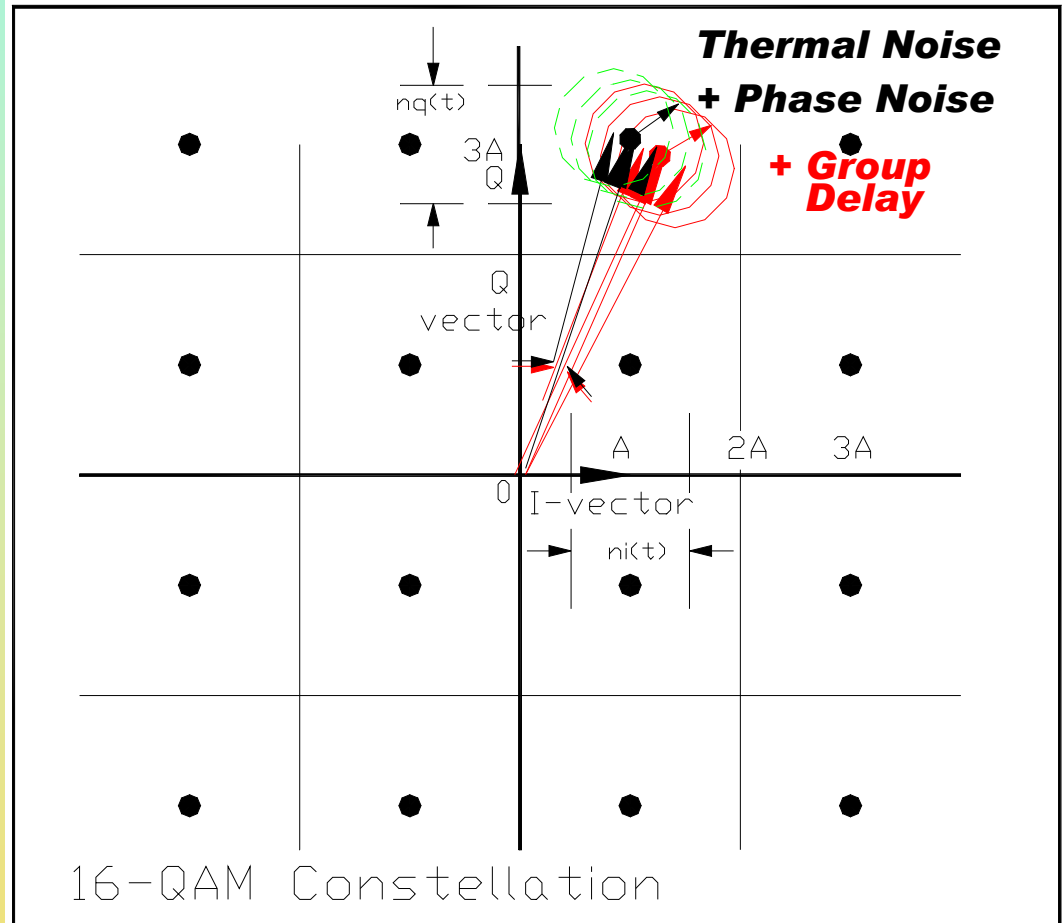 Thermal Noise
+ Phase Noise
+ Group
Delay
nq(t)
3A
Q
Q
vector
A
2A
3A
0
I-vector
ni(t)
16-QAM Constellation